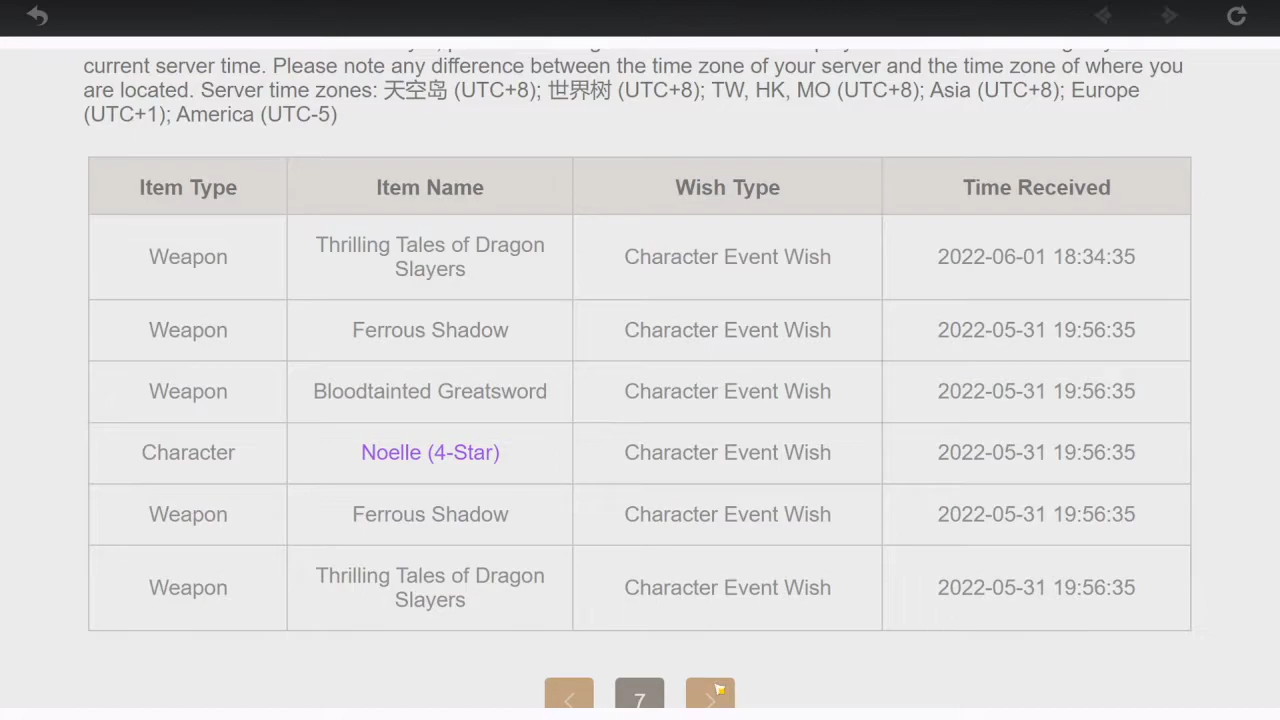 current server time. Please note any difference between the time zone of your server and the time zone of where you
are located. Server time zones: 天空岛 (UTC+8); 世界树 (UTC+8); TW, HK, MO (UTC+8); Asia (UTC+8); Europe
(UTC+1); America (UTC-5)
Item Type Item Name Wish Type Time Received
Weapon Thrilling Tales of Dragon Slayers Character Event Wish 2022-06-01 18:34:35
Weapon Ferrous Shadow Character Event Wish 2022-05-31 19:56:35
Weapon Bloodtainted Greatsword Character Event Wish 2022-05-31 19:56:35
Character Noelle (4-Star) Character Event Wish 2022-05-31 19:56:35
Weapon Ferrous Shadow Character Event Wish 2022-05-31 19:56:35
Weapon Thrilling Tales of Dragon Slayers Character Event Wish 2022-05-31 19:56:35
7